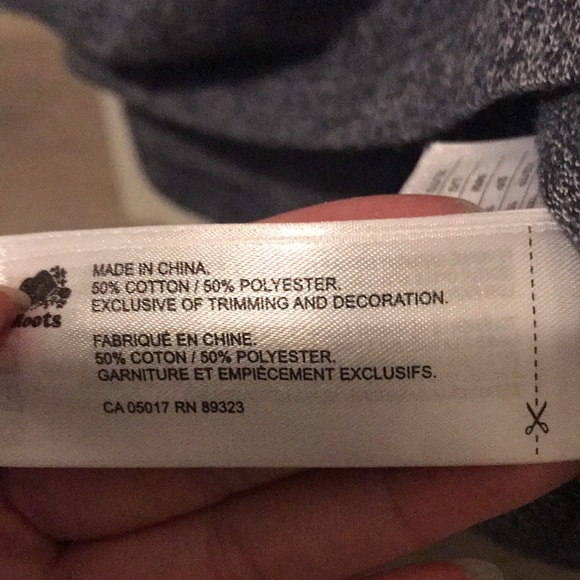 Roots
MADE IN CHINA.
50% COTTON / 50% POLYESTER.
EXCLUSIVE OF TRIMMING AND DECORATION.
FABRIQUÉ EN CHINE.
50% COTON / 50% POLYESTER.
GARNITURE ET EMPIÈCEMENT EXCLUSIFS.
CA 05017 RN 89323